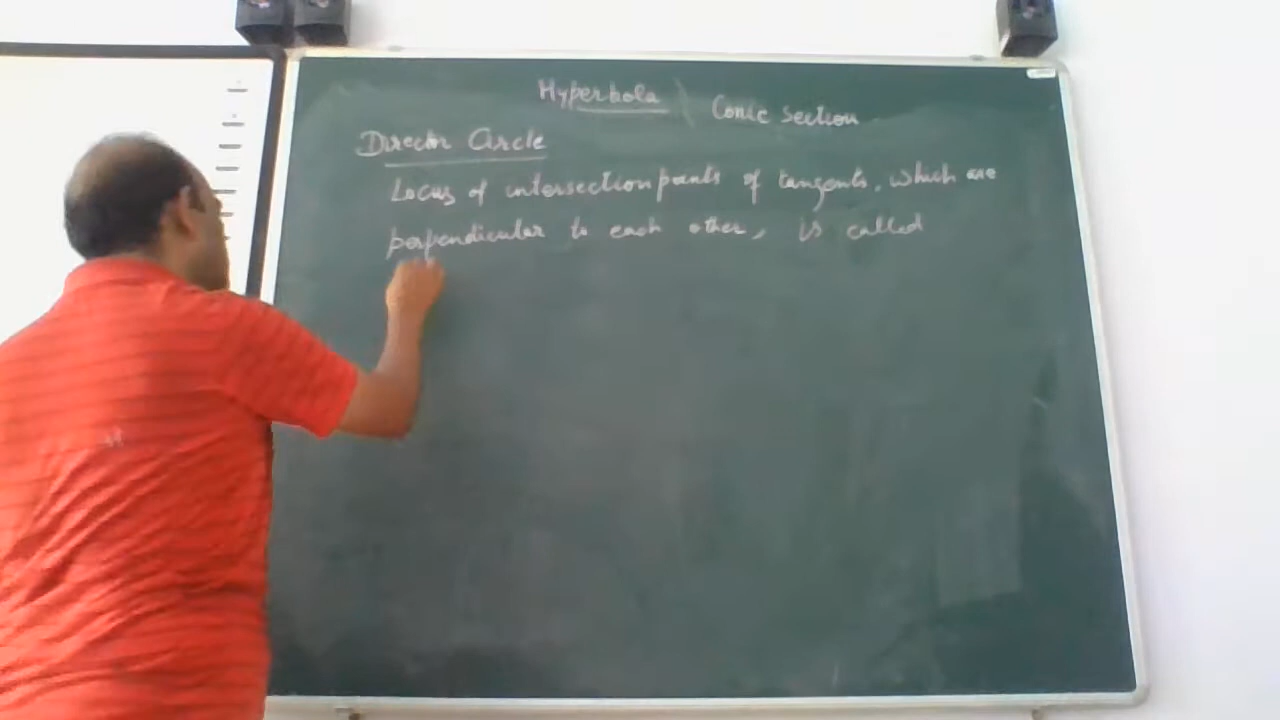 Hyperbola \ Conic Section
Director Circle
Locus of intersection points of tangents, which are
perpendicular to each other, is called